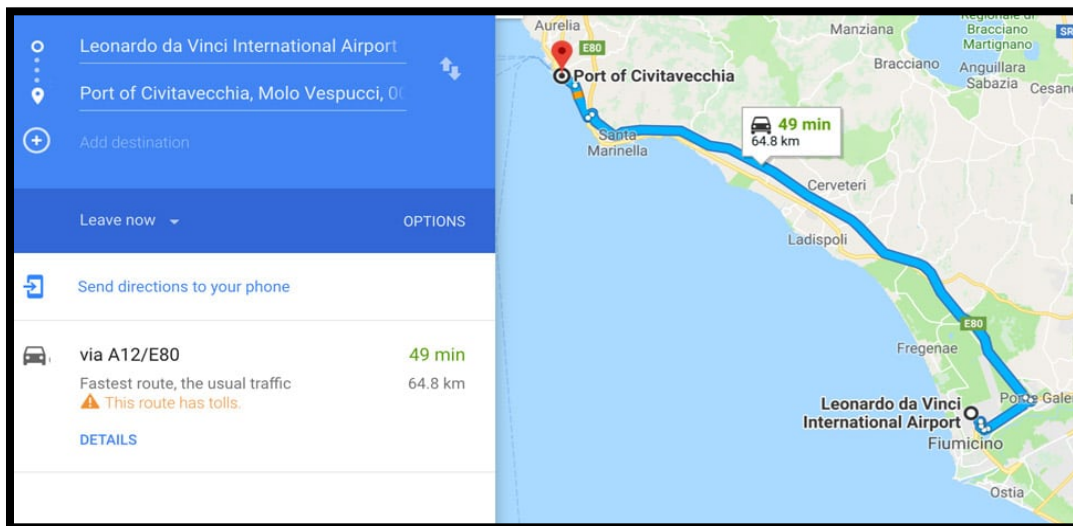 Leonardo da Vinci International Airport
Port of Civitavecchia, Molo Vespucci,
Add destination
Leave now
OPTIONS
Send directions to your phone
via A12/E80
49 min
Fastest route, the usual traffic
64.8 km
This route has tolls.
DETAILS
Aurelia
E80
Port of Civitavecchia
Manziana
Bracciano
Bracciano
Martignano
Anguillara
Sabazia
49 min
64.8 km
Santa
Marinella
Cerveteri
Ladispoli
E80
Fregenae
Leonardo da Vinci
International Airport
Fiumicino
Ostia